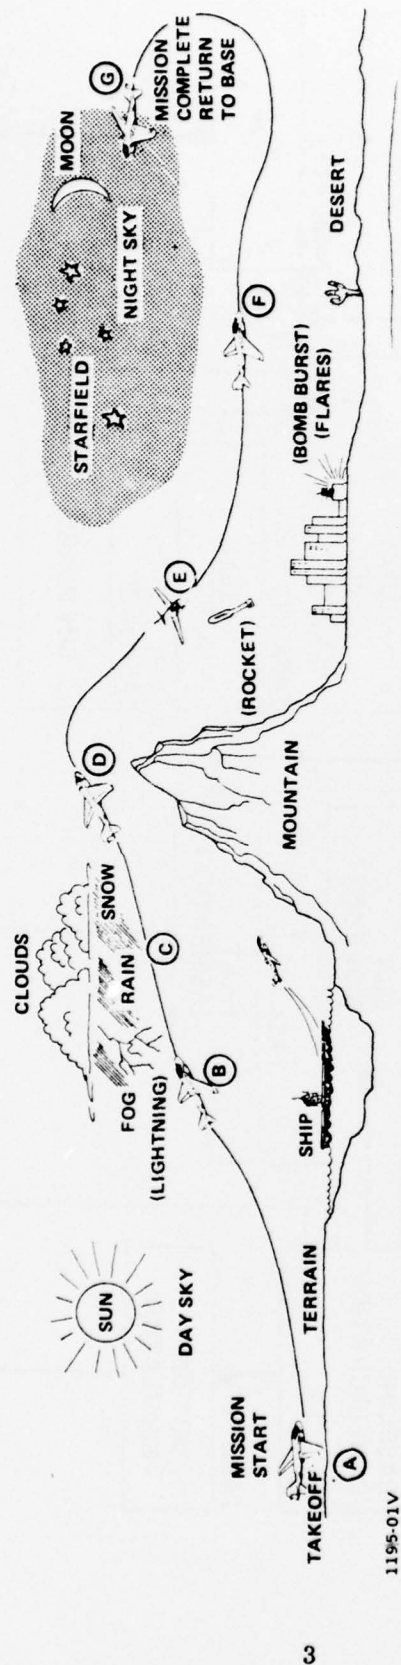 MISSION
START
TAKEOFF
A
TERRAIN
SUN
DAY SKY
CLOUDS
FOG
RAIN
SNOW
(LIGHTNING)
B
SHIP
C
D
MOUNTAIN
(ROCKET)
E
STARFIELD
NIGHT SKY
MOON
(BOMB BURST)
(FLARES)
F
DESERT
G
MISSION
COMPLETE
RETURN
TO BASE
1195-01V
3